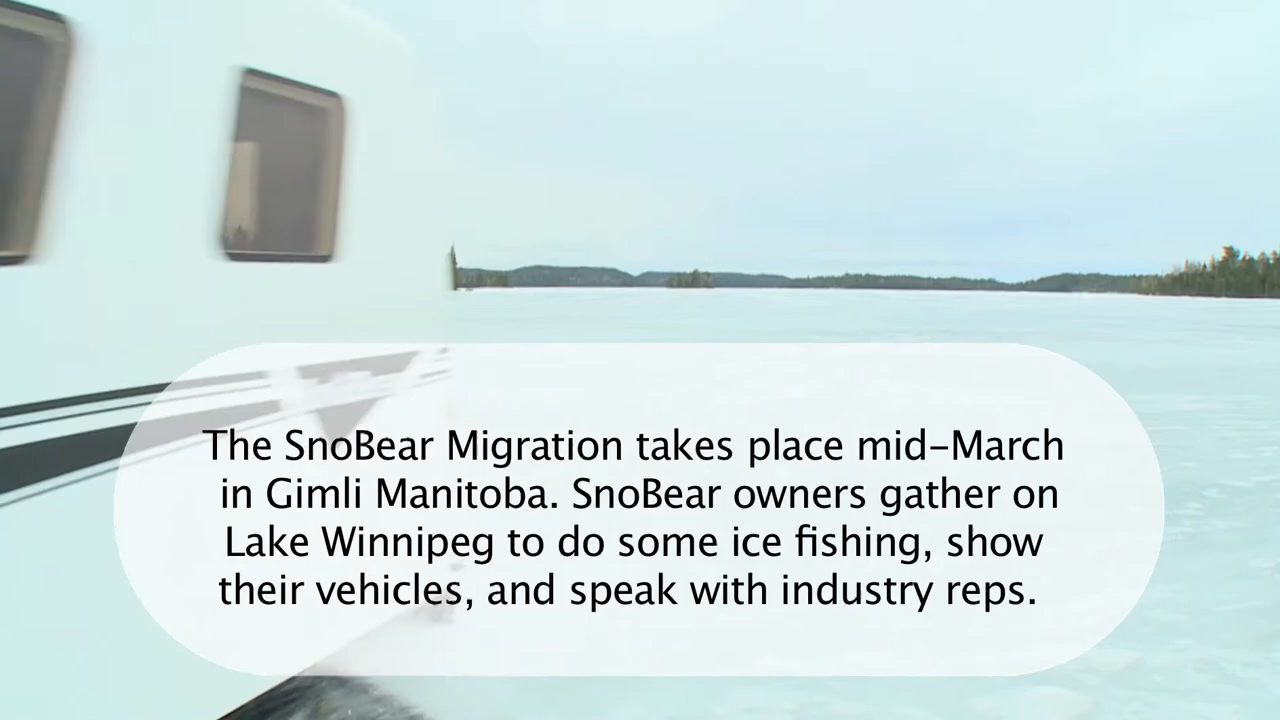 The SnoBear Migration takes place mid-March
in Gimli Manitoba. SnoBear owners gather on
Lake Winnipeg to do some ice fishing, show
their vehicles, and speak with industry reps.